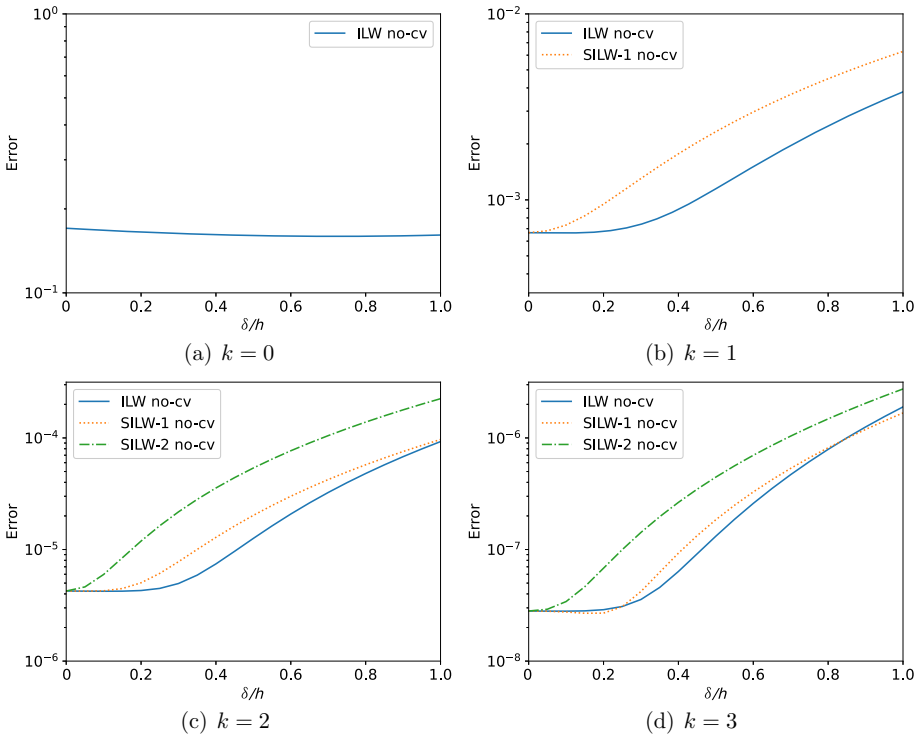 10⁰
ILW no-cv
Error
10⁻¹
0 0.2 0.4 0.6 0.8 1.0
δ/h
(a) k = 0
10⁻²
ILW no-cv
SILW-1 no-cv
Error
10⁻³
0 0.2 0.4 0.6 0.8 1.0
δ/h
(b) k = 1
ILW no-cv
SILW-1 no-cv
SILW-2 no-cv
10⁻⁴
Error
10⁻⁵
10⁻⁶
0 0.2 0.4 0.6 0.8 1.0
δ/h
(c) k = 2
ILW no-cv
SILW-1 no-cv
SILW-2 no-cv
10⁻⁶
Error
10⁻⁷
10⁻⁸
0 0.2 0.4 0.6 0.8 1.0
δ/h
(d) k = 3